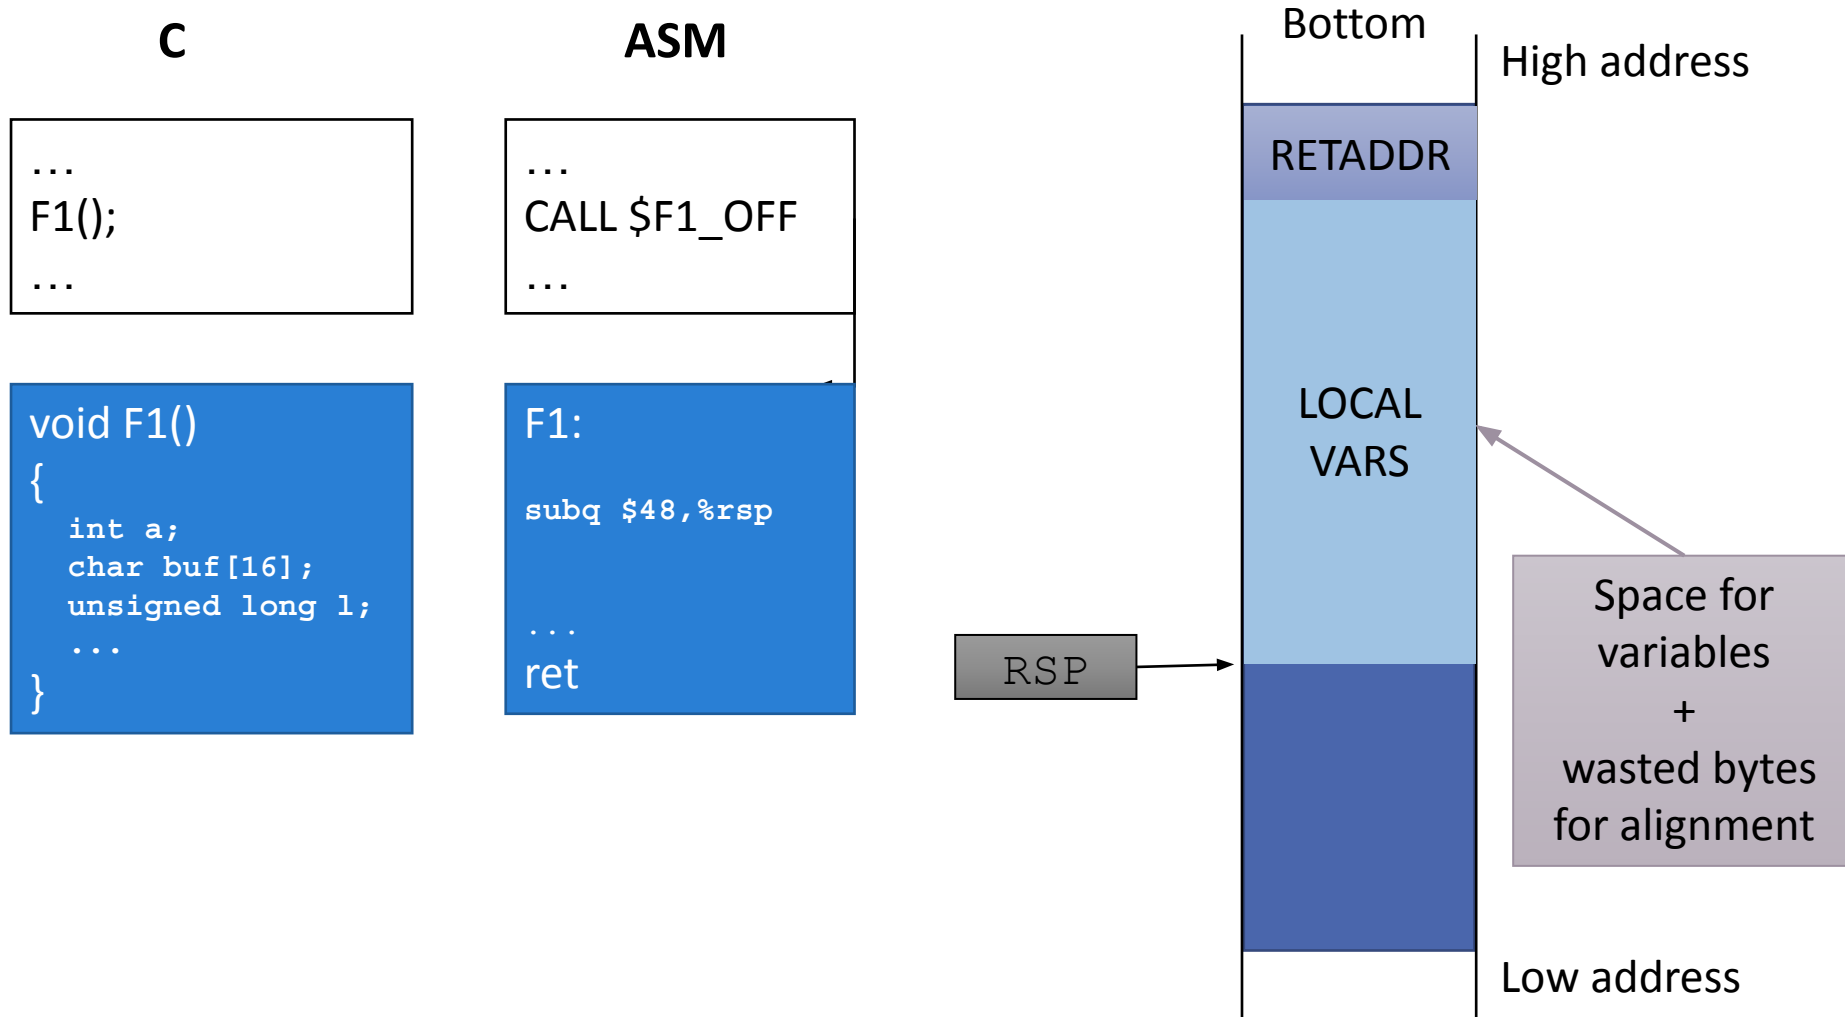 C
ASM
Bottom
High address
…
F1();
…
…
CALL $F1_OFF
…
RETADDR
void F1()
{
int a;
char buf[16];
unsigned long l;
...
}
F1:
subq $48,%rsp
...
ret
LOCAL
VARS
RSP
Space for
variables
+
wasted bytes
for alignment
Low address